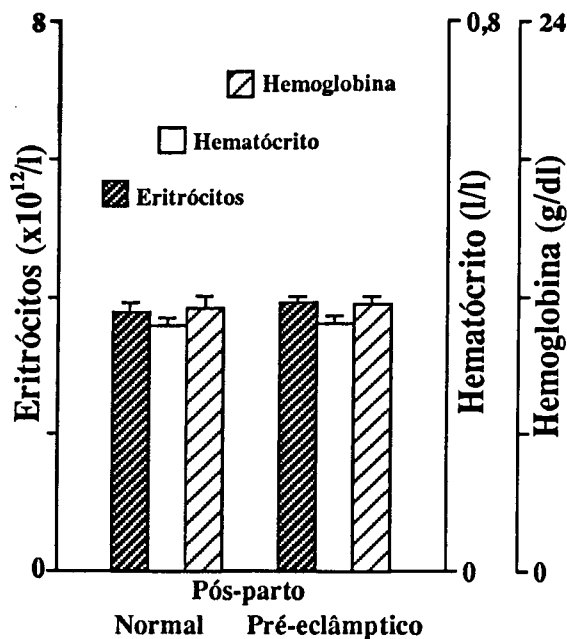 8
0,8
24
Hemoglobina
Hematócrito
Eritrócitos
Eritrócitos (x10¹²/l)
Hematócrito (l/l)
Hemoglobina (g/dl)
0
0
0
Pós-parto
Normal Pré-eclâmptico